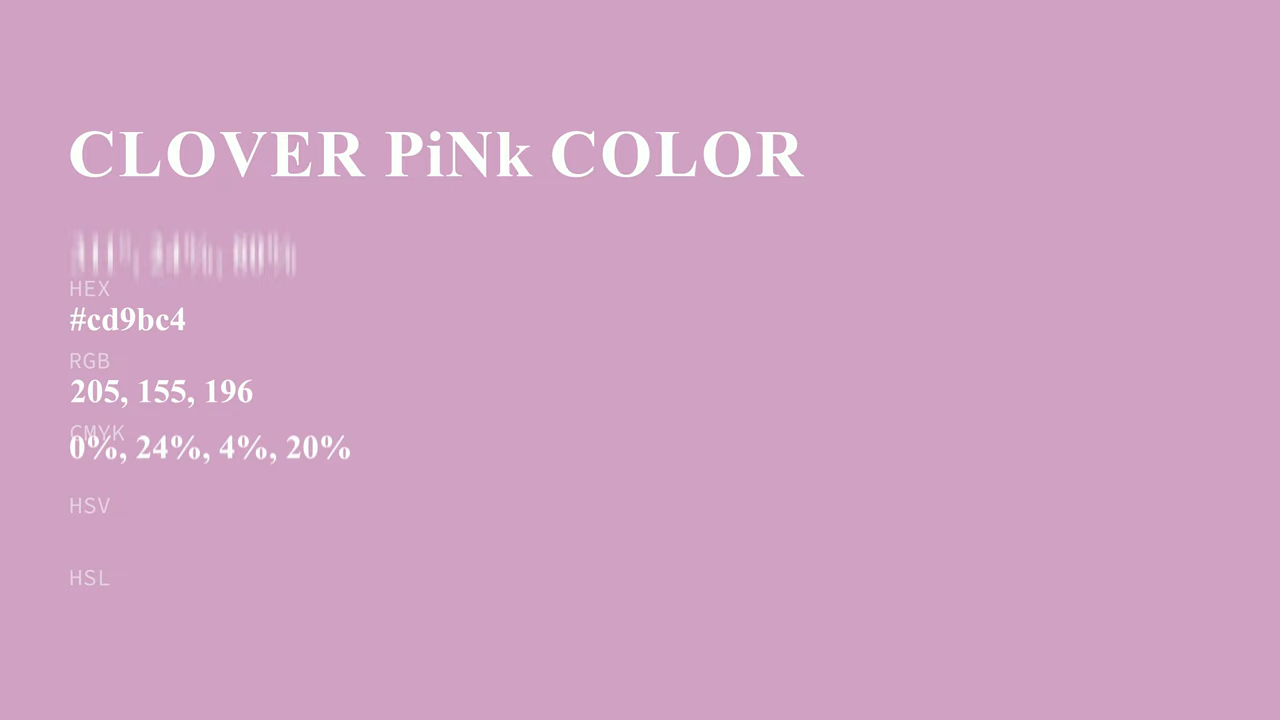 CLOVER PiNk COLOR
HEX
#cd9bc4
RGB
205, 155, 196
CMYK
0%, 24%, 4%, 20%
HSV
HSL